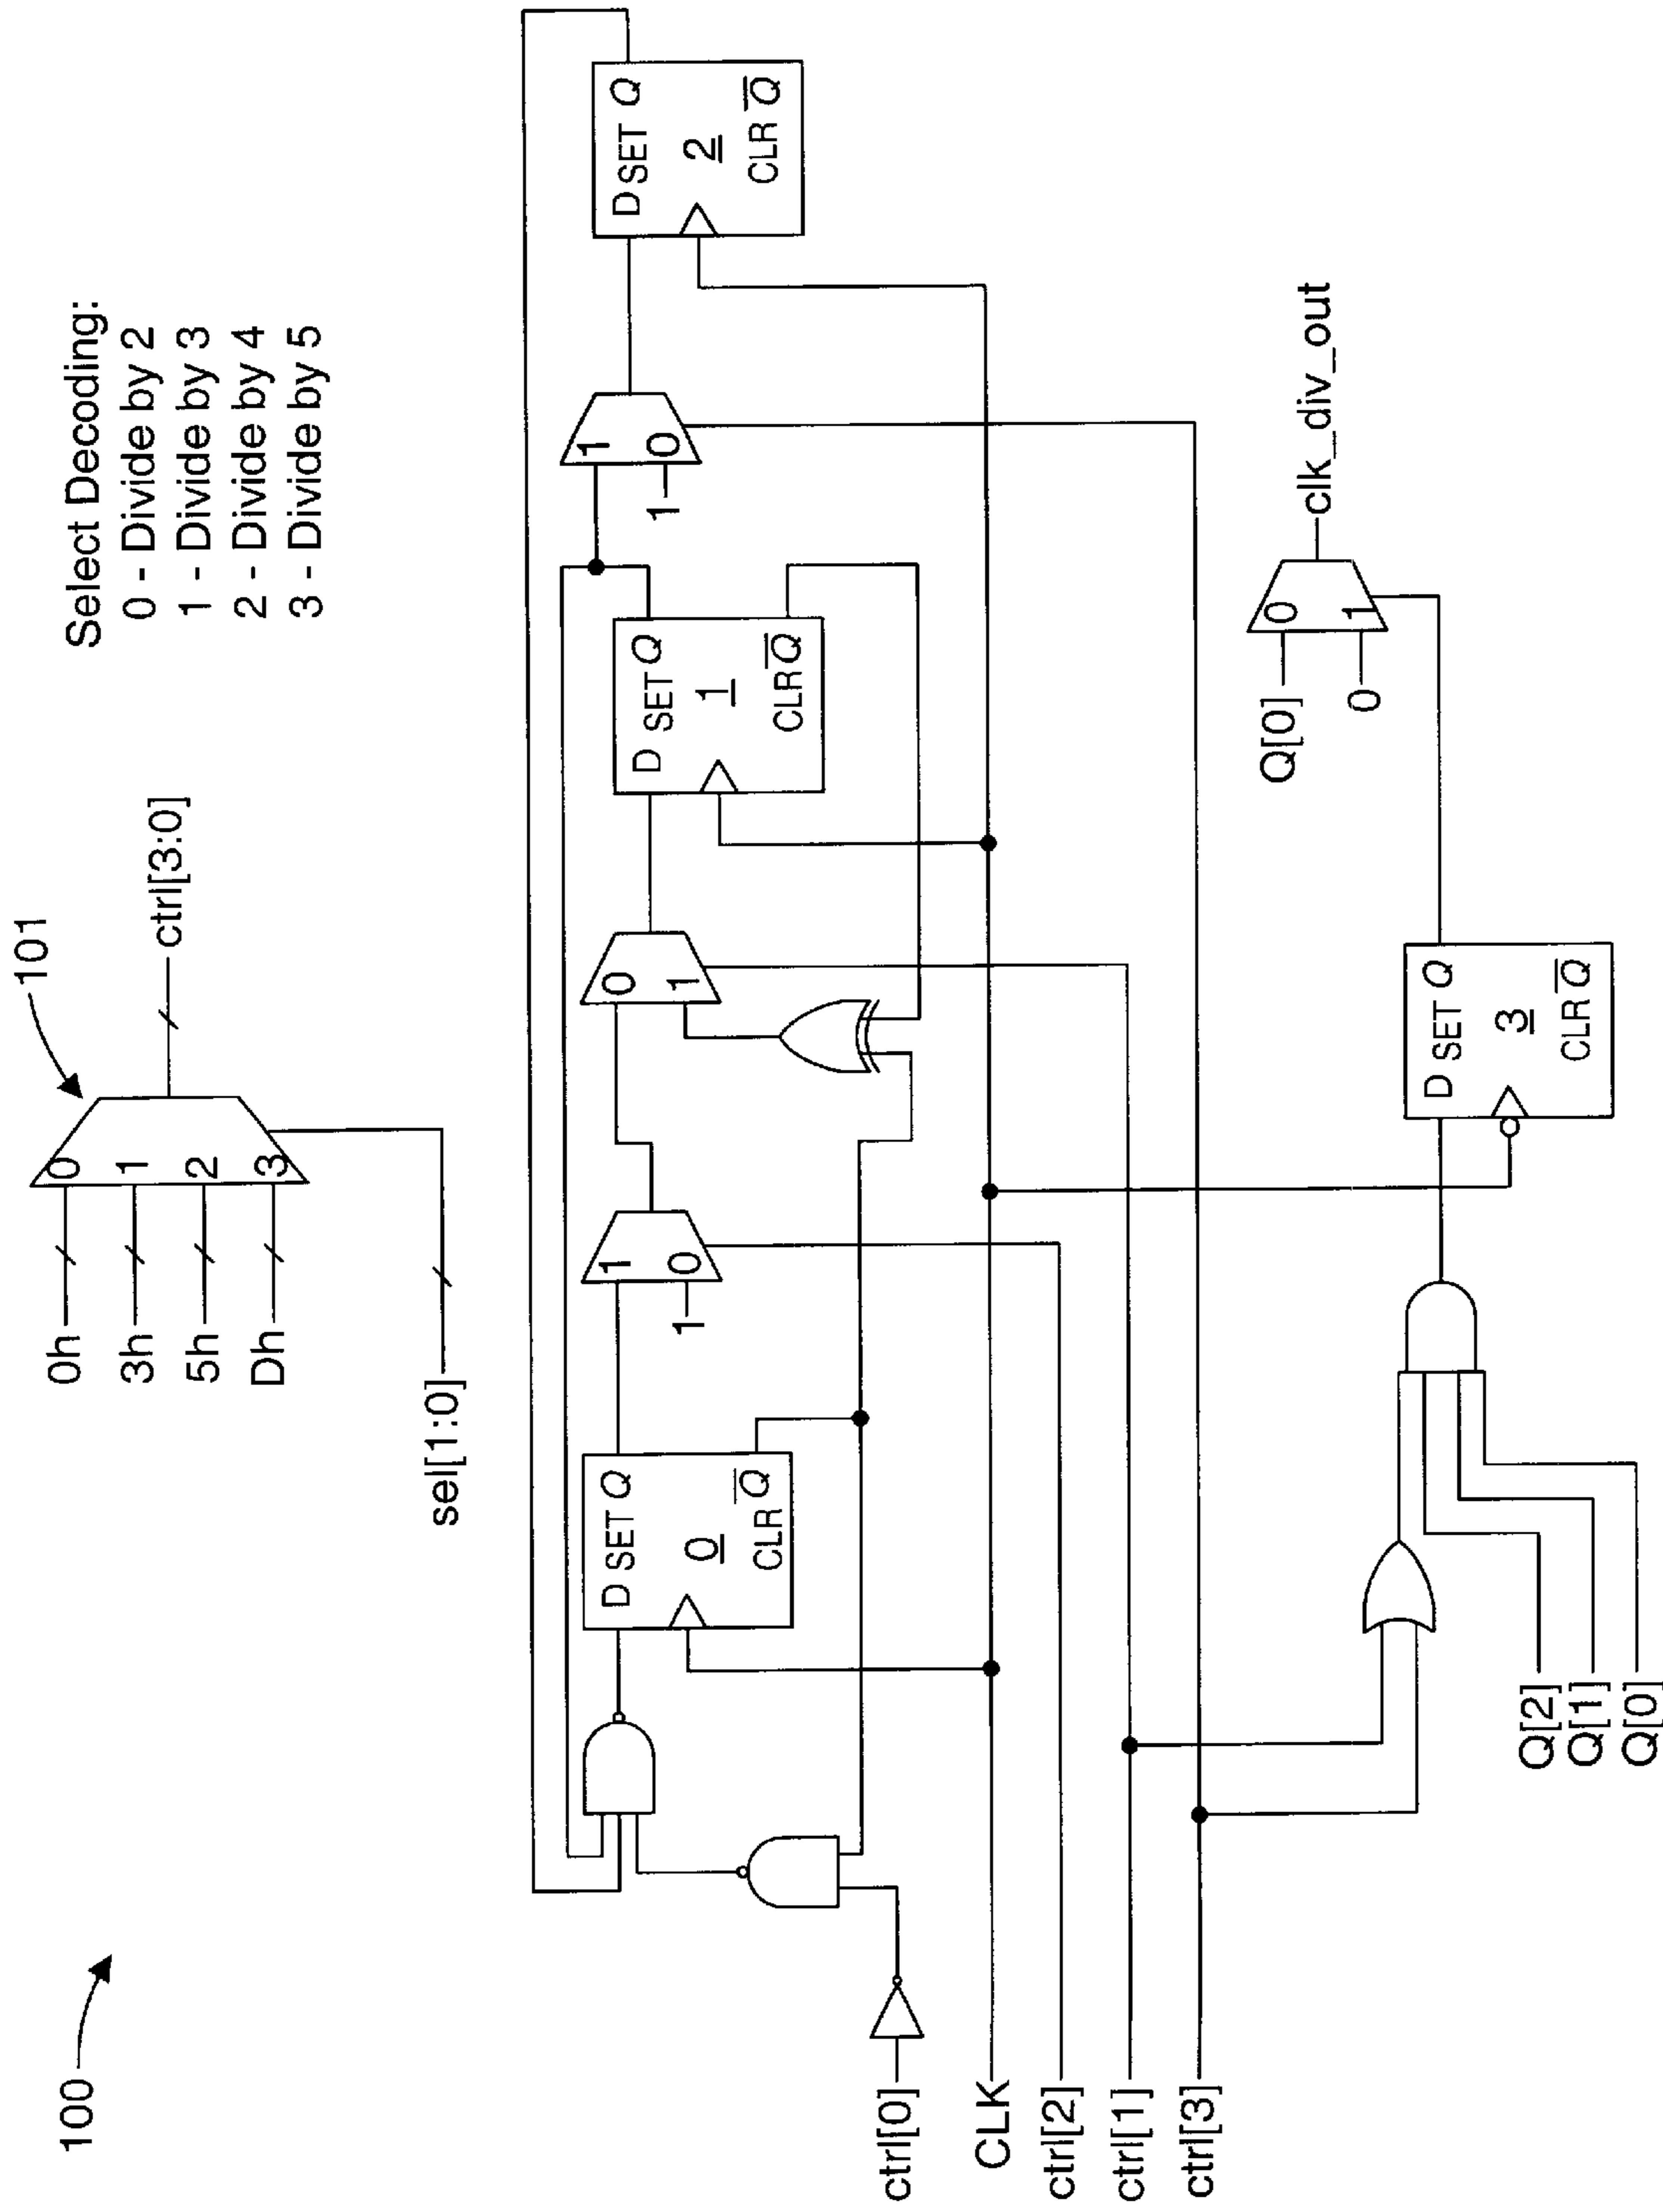 100
101
0h
3h
5h
Dh
0
1
2
3
sel[1:0]
ctrl[3:0]
Select Decoding:
0 - Divide by 2
1 - Divide by 3
2 - Divide by 4
3 - Divide by 5
D SET Q
0
CLR Q
1
0
1
0
1
D SET Q
1
CLR Q
1
0
1
D SET Q
2
CLR Q
ctrl[0]
CLK
ctrl[2]
ctrl[1]
ctrl[3]
Q[2]
Q[1]
Q[0]
D SET Q
3
CLR Q
Q[0]
0
0
1
clk_div_out